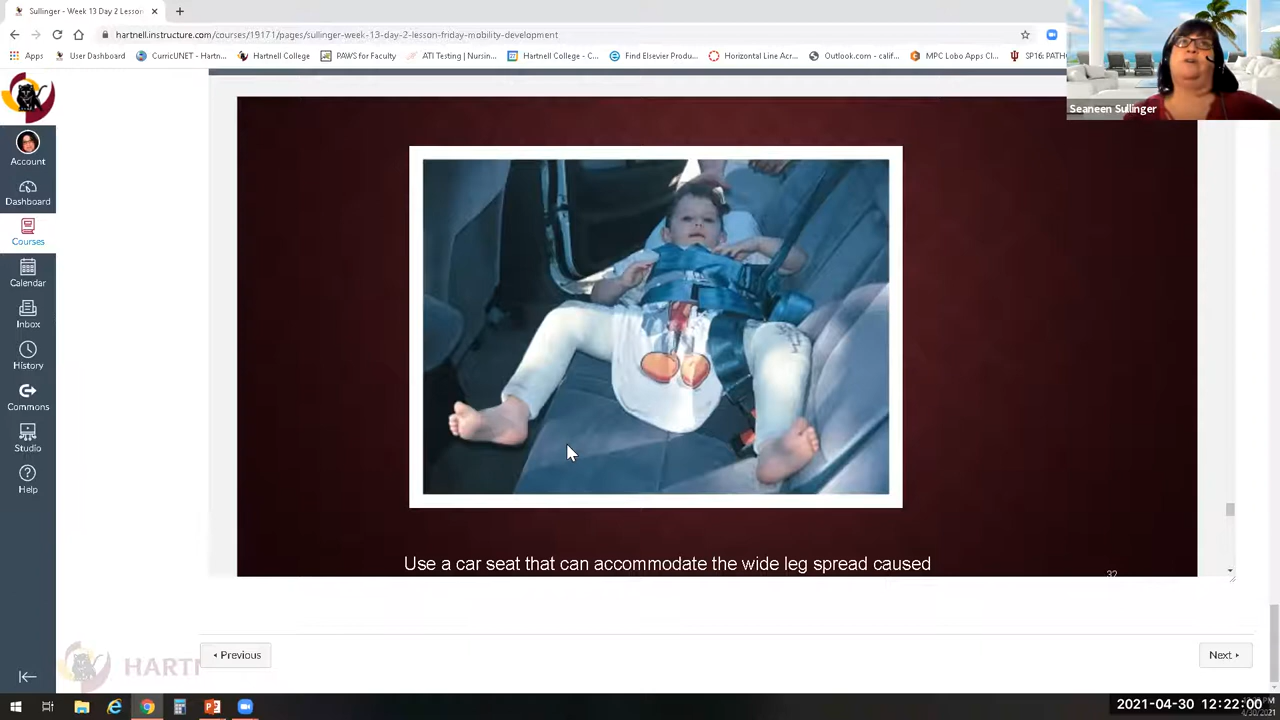 Sullinger - Week 13 Day 2 Lesson
hartnell.instructure.com/courses/19171/pages/sullinger-week-13-day-2-lesson-friday-mobility-development
Apps
User Dashboard
CurricUNET - Hartn...
Hartnell College
PAWS for Faculty
ATI Testing | Nursin...
Hartnell College - C...
Find Elsevier Produ...
Horizontal Line Acr...
Outlook.com - calif...
MPC Lobo Apps Cl...
SP16: PATH
Seaneen Sullinger
Account
Dashboard
Courses
Calendar
Inbox
History
Commons
Studio
Help
Use a car seat that can accommodate the wide leg spread caused
32
Previous
Next
HARTN
2021-04-30 12:22:00